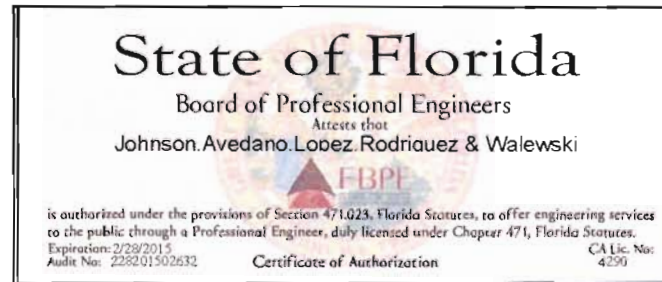 State of Florida
Board of Professional Engineers
Attests that
Johnson.Avedano.Lopez.Rodriguez & Walewski
FBPE
is authorized under the provisions of Section 471.023, Florida Statutes, to offer engineering services
to the public through a Professional Engineer, duly licensed under Chapter 471, Florida Statutes.
Expiration: 2/28/2015
Audit No: 228201502632
Certificate of Authorization
CA Lic. No:
4290